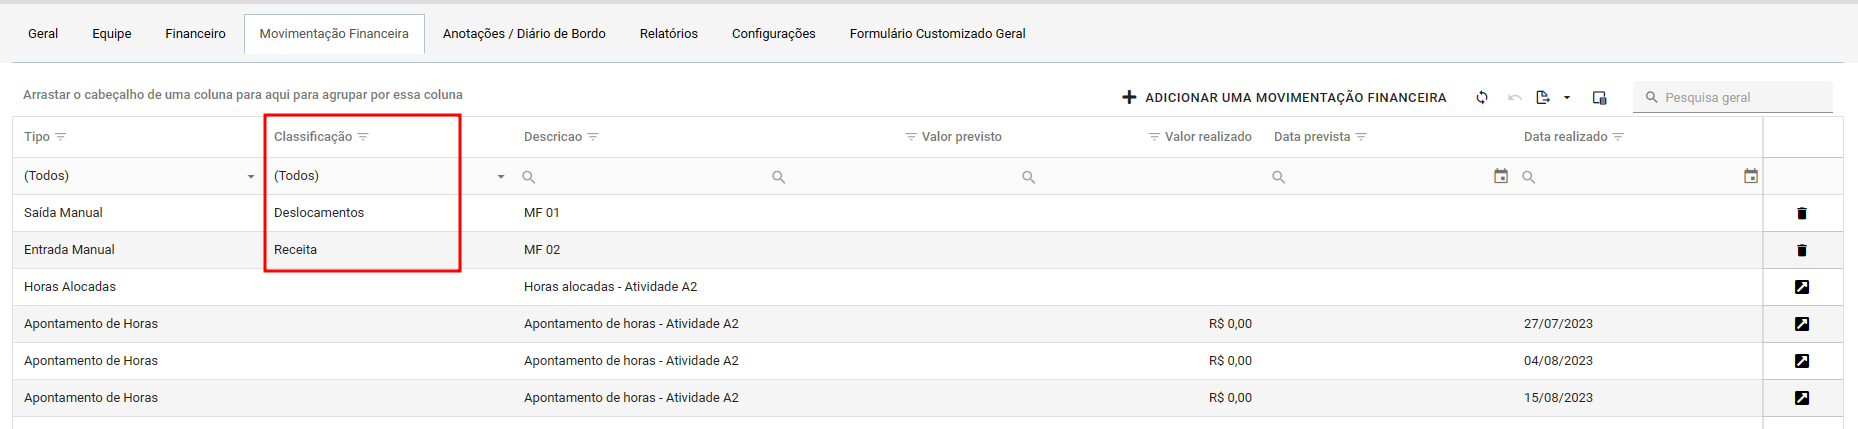 Geral Equipe Financeiro Movimentação Financeira Anotações / Diário de Bordo Relatórios Configurações Formulário Customizado Geral
Arrastar o cabeçalho de uma coluna para aqui para agrupar por essa coluna ADICIONAR UMA MOVIMENTAÇÃO FINANCEIRA Pesquisa geral
Tipo Classificação Descricao Valor previsto Valor realizado Data prevista Data realizado
(Todos) (Todos)
Saída Manual Deslocamentos MF 01
Entrada Manual Receita MF 02
Horas Alocadas Horas alocadas - Atividade A2
Apontamento de Horas Apontamento de horas - Atividade A2 R$ 0,00 27/07/2023
Apontamento de Horas Apontamento de horas - Atividade A2 R$ 0,00 04/08/2023
Apontamento de Horas Apontamento de horas - Atividade A2 R$ 0,00 15/08/2023